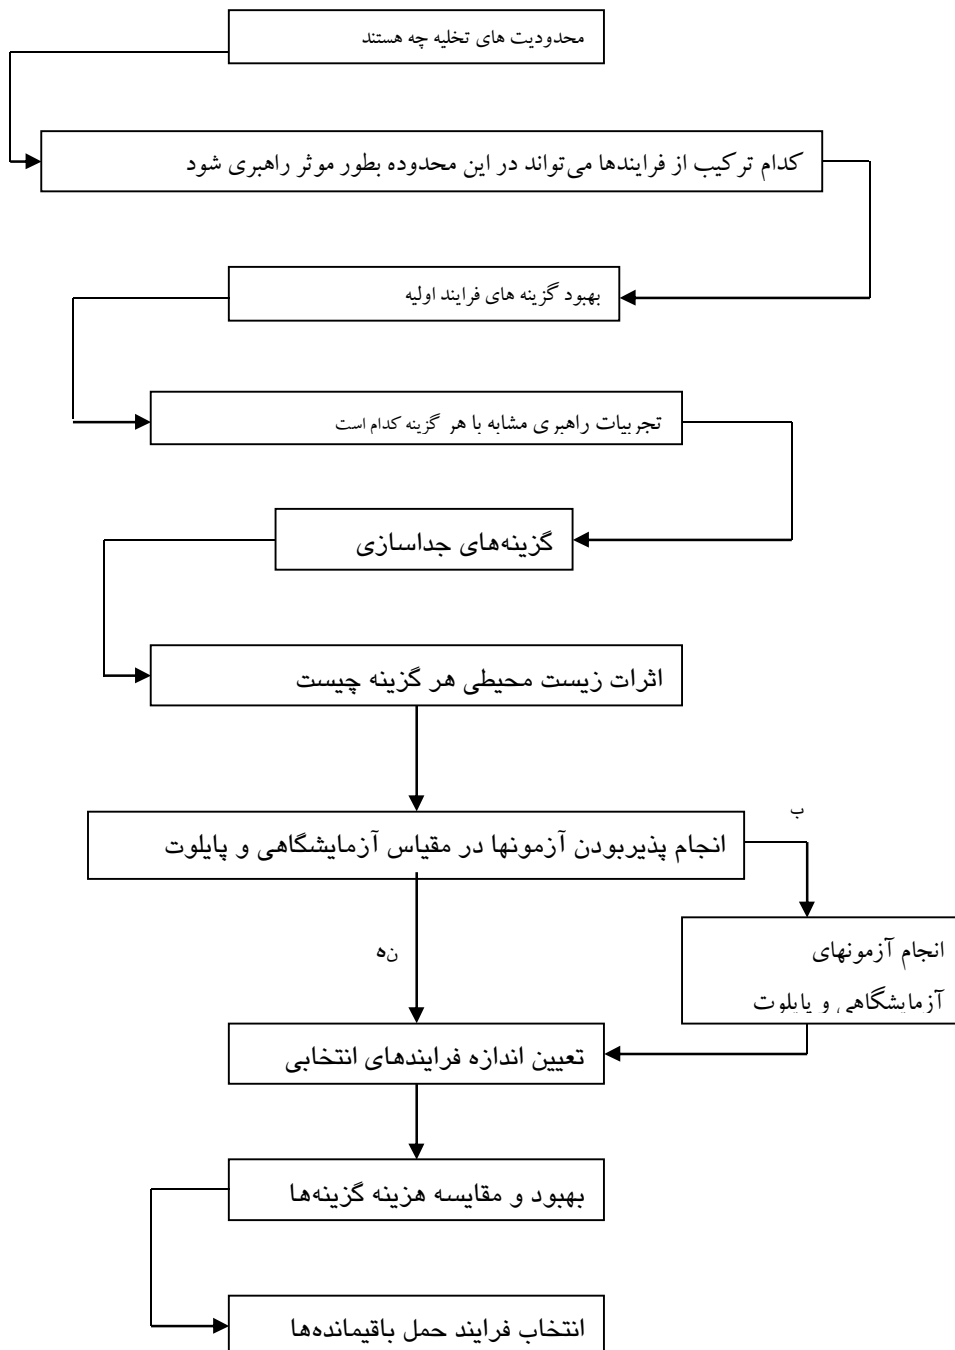 محدودیت های تخلیه چه هستند
کدام ترکیب از فرایندها می‌تواند در این محدوده بطور موثر راهبری شود
بهبود گزینه های فرایند اولیه
تجربیات راهبری مشابه با هر گزینه کدام است
گزینه‌های جداسازی
اثرات زیست محیطی هر گزینه چیست
ب
انجام پذیربودن آزمونها در مقیاس آزمایشگاهی و پایلوت
انجام آزمونهای
آزمایشگاهی و پایلوت
نه
تعیین اندازه فرایندهای انتخابی
بهبود و مقایسه هزینه گزینه‌ها
انتخاب فرایند حمل باقیمانده‌ها